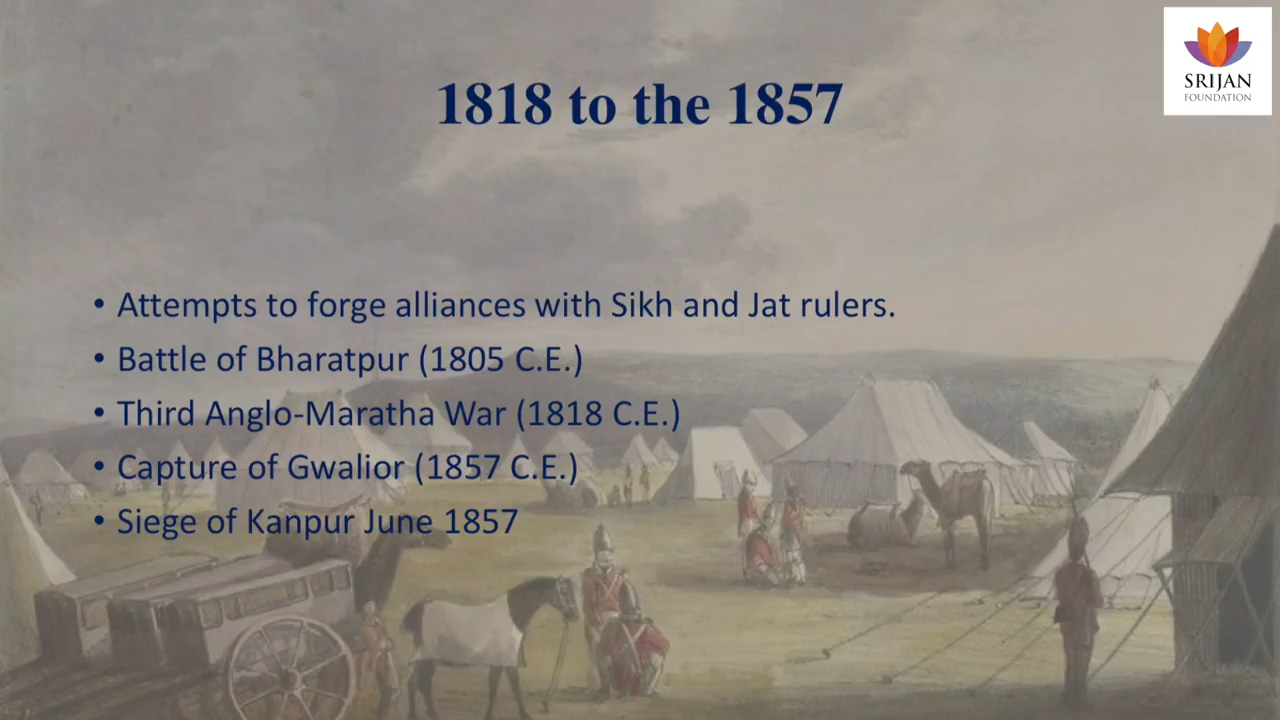 SRIJAN
FOUNDATION
1818 to the 1857
• Attempts to forge alliances with Sikh and Jat rulers.
• Battle of Bharatpur (1805 C.E.)
• Third Anglo-Maratha War (1818 C.E.)
• Capture of Gwalior (1857 C.E.)
• Siege of Kanpur June 1857